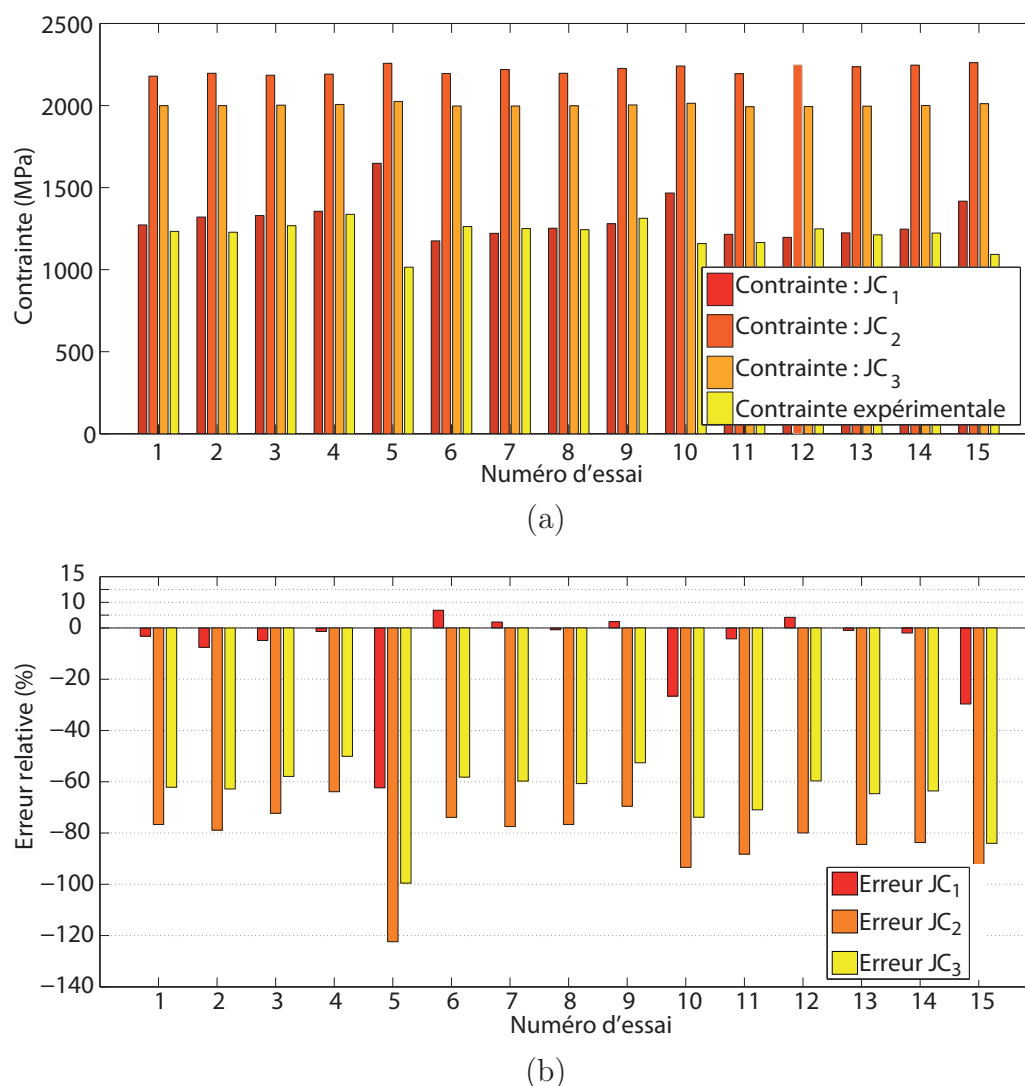 2500
2000
1500
1000
500
0
Contrainte (MPa)
Contrainte : JC1
Contrainte : JC2
Contrainte : JC3
Contrainte expérimentale
1 2 3 4 5 6 7 8 9 10 11 12 13 14 15
Numéro d'essai
(a)
15
10
0
−20
−40
−60
−80
−100
−120
−140
Erreur relative (%)
Erreur JC1
Erreur JC2
Erreur JC3
1 2 3 4 5 6 7 8 9 10 11 12 13 14 15
Numéro d'essai
(b)